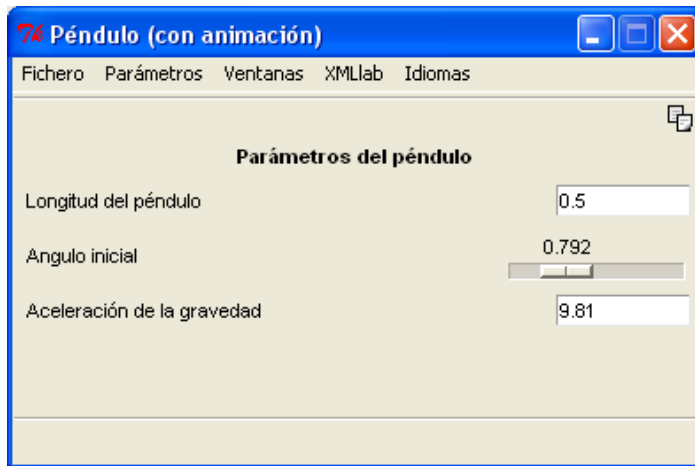 Péndulo (con animación)
Fichero Parámetros Ventanas XMLlab Idiomas
Parámetros del péndulo
Longitud del péndulo 0.5
0.792
Angulo inicial
Aceleración de la gravedad 9.81